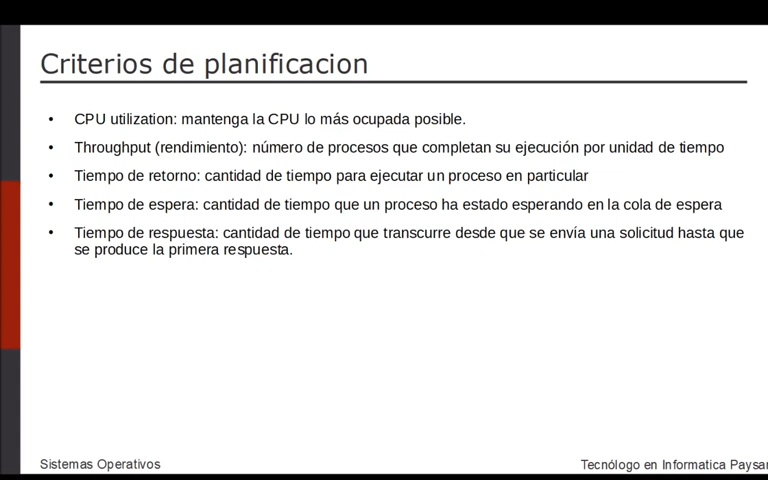 Criterios de planificacion
• CPU utilization: mantenga la CPU lo más ocupada posible.
• Throughput (rendimiento): número de procesos que completan su ejecución por unidad de tiempo
• Tiempo de retorno: cantidad de tiempo para ejecutar un proceso en particular
• Tiempo de espera: cantidad de tiempo que un proceso ha estado esperando en la cola de espera
• Tiempo de respuesta: cantidad de tiempo que transcurre desde que se envía una solicitud hasta que
se produce la primera respuesta.
Sistemas Operativos
Tecnólogo en Informatica